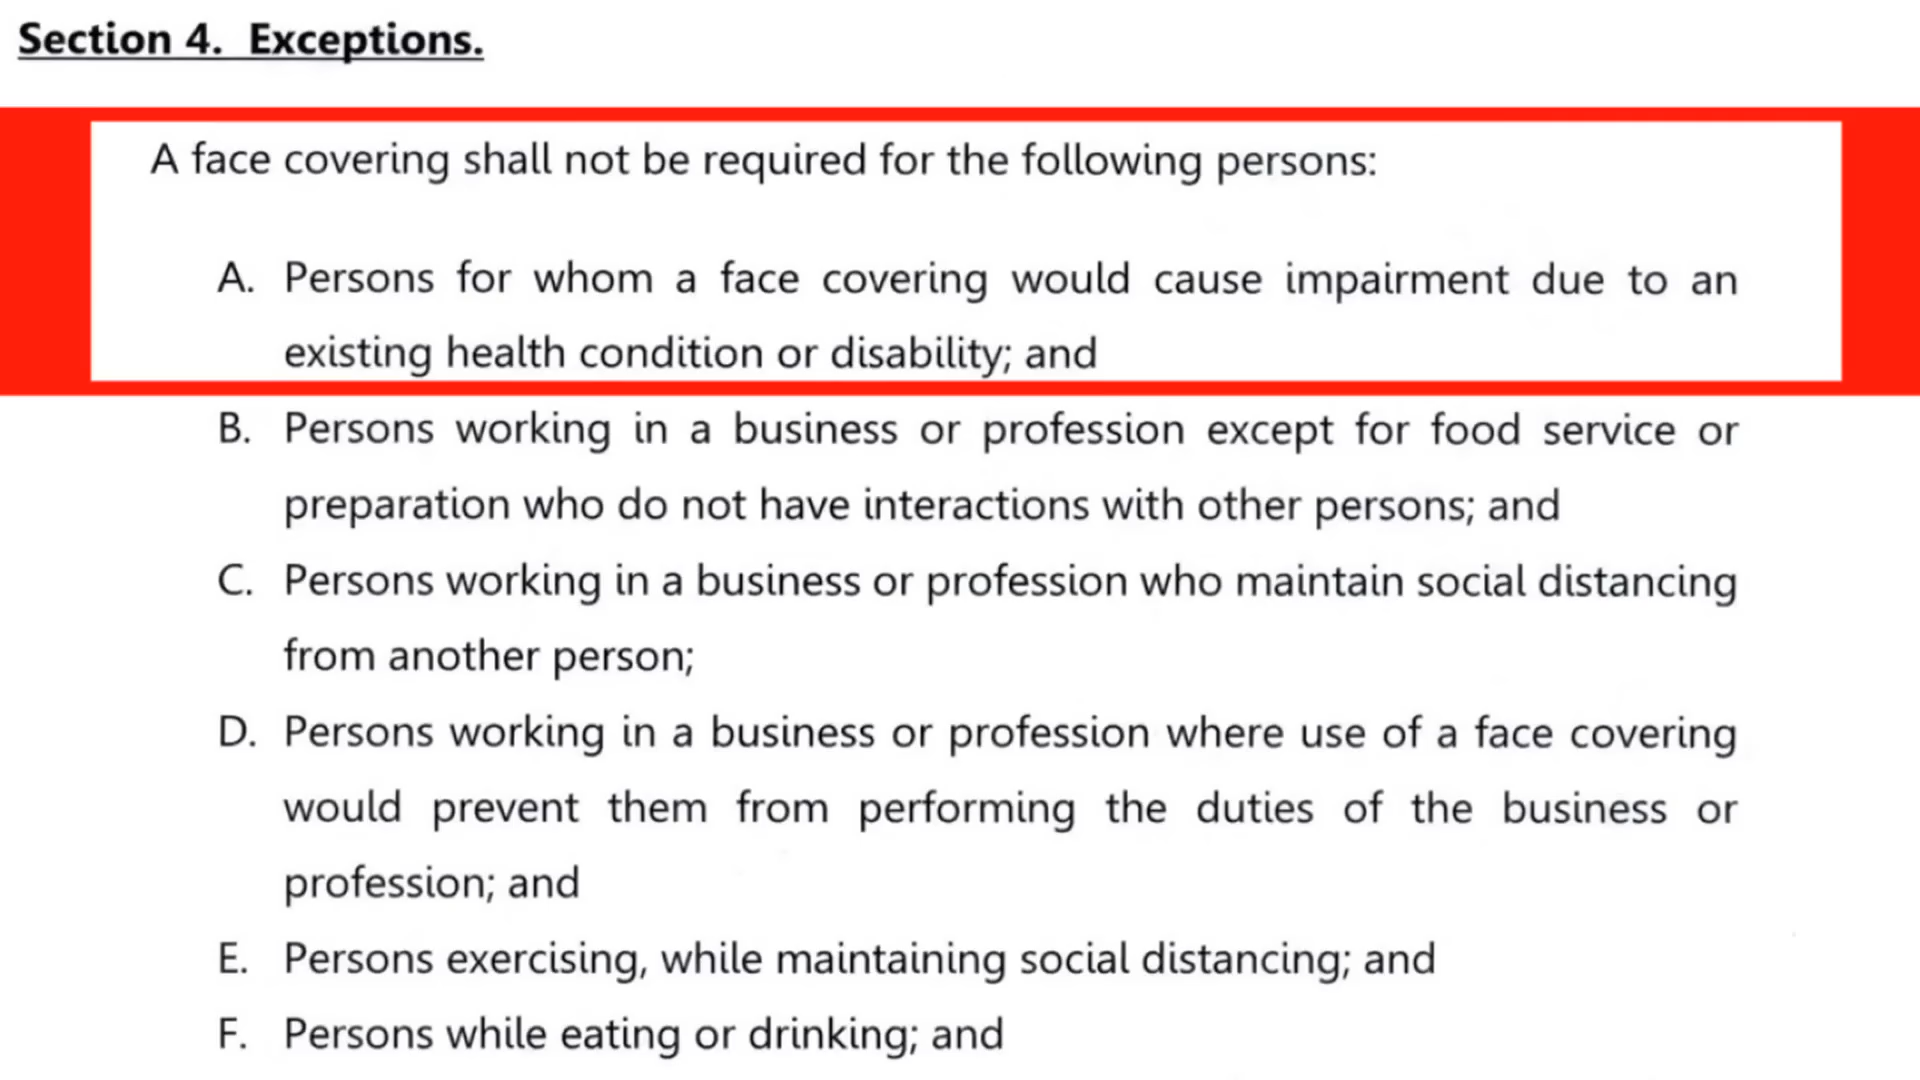 Section 4. Exceptions.
A face covering shall not be required for the following persons:
A. Persons for whom a face covering would cause impairment due to an
existing health condition or disability; and
B. Persons working in a business or profession except for food service or
preparation who do not have interactions with other persons; and
C. Persons working in a business or profession who maintain social distancing
from another person;
D. Persons working in a business or profession where use of a face covering
would prevent them from performing the duties of the business or
profession; and
E. Persons exercising, while maintaining social distancing; and
F. Persons while eating or drinking; and